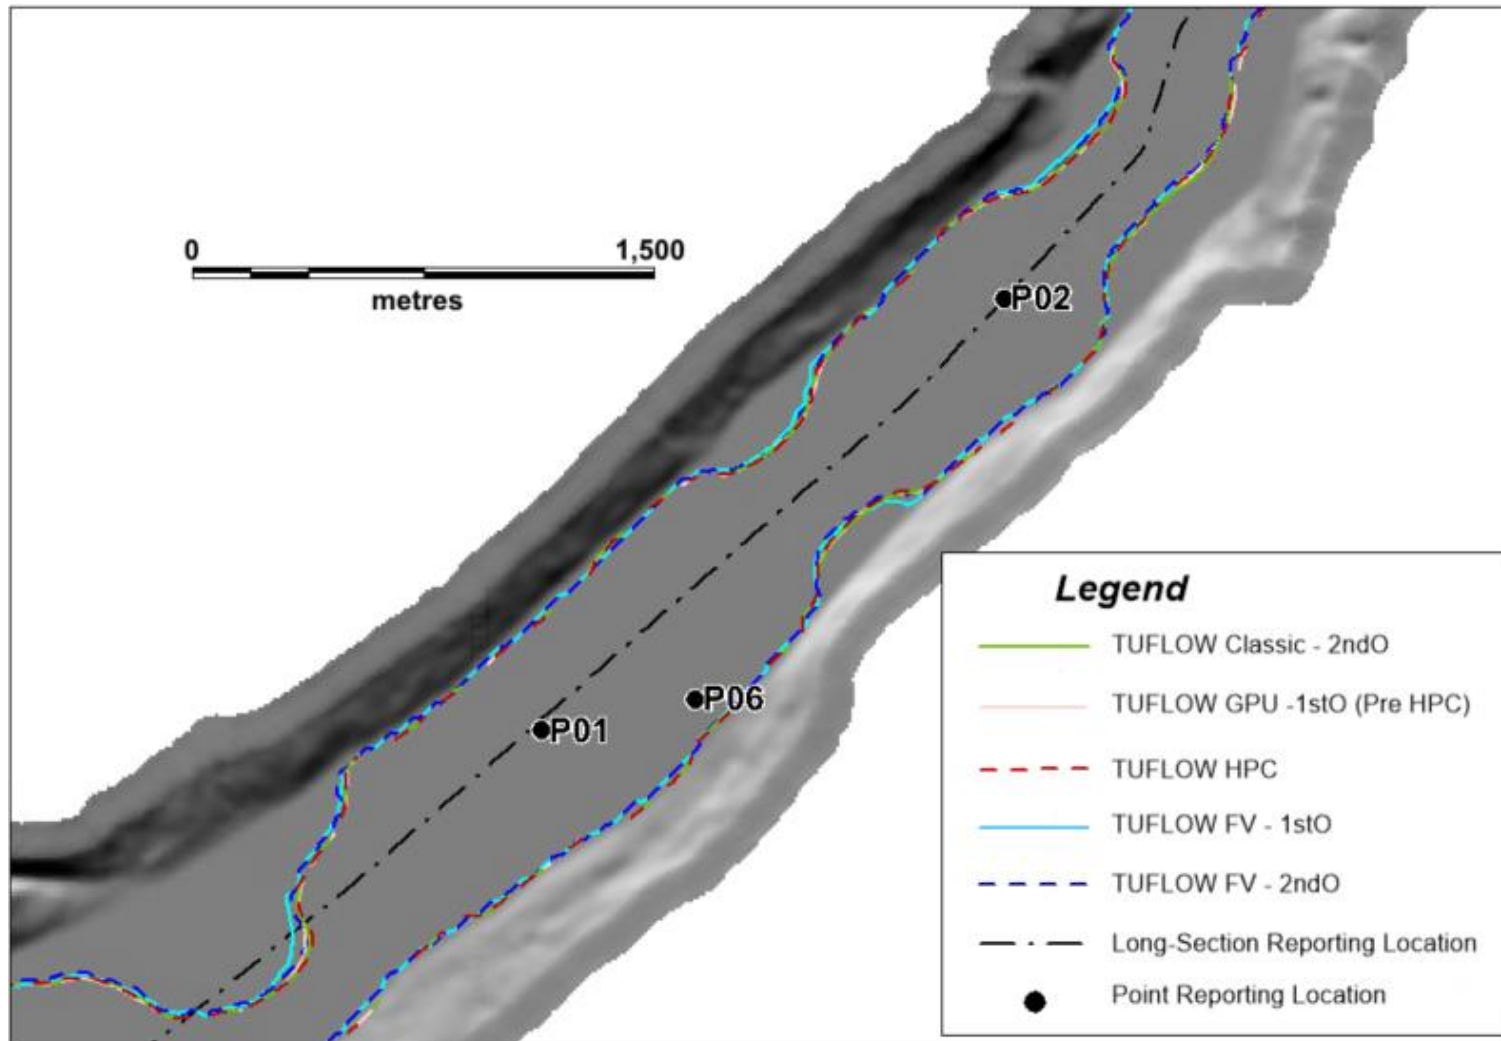 0 1,500
metres
P02
P06
P01
Legend
TUFLOW Classic - 2ndO
TUFLOW GPU -1stO (Pre HPC)
TUFLOW HPC
TUFLOW FV - 1stO
TUFLOW FV - 2ndO
Long-Section Reporting Location
Point Reporting Location